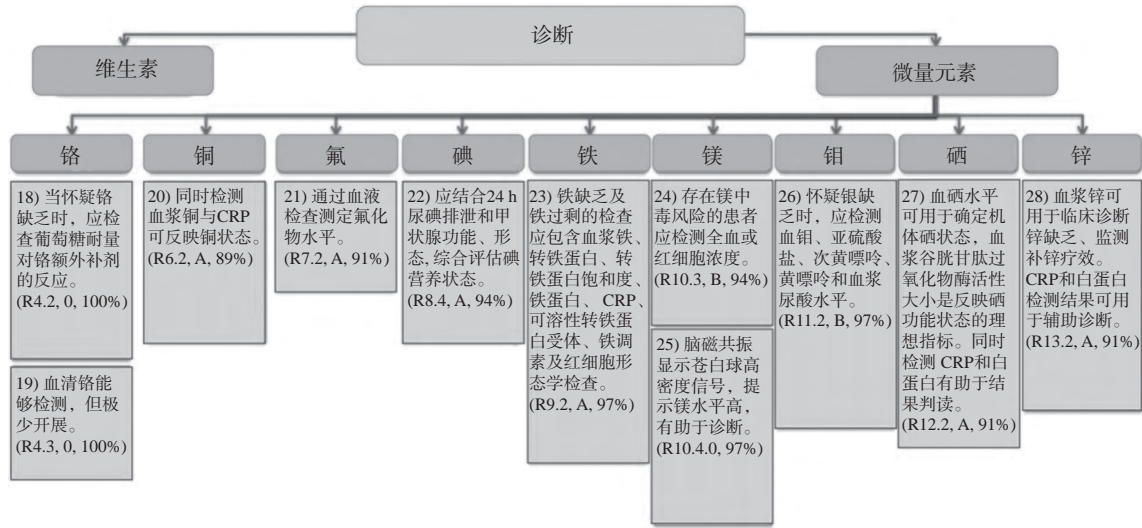 诊断
维生素
微量元素
铬
铜
氟
碘
铁
镁
钼
硒
锌
18) 当怀疑铬
缺乏时，应检
查葡萄糖耐量
对铬额外补剂
的反应。
(R4.2, 0, 100%)
19) 血清铬能
够检测，但极
少开展。
(R4.3, 0, 100%)
20) 同时检测
血浆铜与CRP
可反映铜状态。
(R6.2, A, 89%)
21) 通过血液
检查测定氟化
物水平。
(R7.2, A, 91%)
22) 应结合24 h
尿碘排泄和甲
状腺功能、形
态, 综合评估碘
营养状态。
(R8.4, A, 94%)
23) 铁缺乏及
铁过剩的检查
应包含血浆铁、
转铁蛋白、转
铁蛋白饱和度、
铁蛋白、CRP、
可溶性转铁蛋
白受体、铁调
素及红细胞形
态学检查。
(R9.2, A, 97%)
24) 存在镁中
毒风险的患者
应检测全血或
红细胞浓度。
(R10.3, B, 94%)
25) 脑磁共振
显示苍白球高
密度信号，提
示镁水平高，
有助于诊断。
(R10.4.0, 97%)
26) 怀疑银缺
乏时，应检测
血钼、亚硫酸
盐、次黄嘌呤、
黄嘌呤和血浆
尿酸水平。
(R11.2, B, 97%)
27) 血硒水平
可用于确定机
体硒状态，血
浆谷胱甘肽过
氧化物酶活性
大小是反映硒
功能状态的理
想指标。同时
检测 CRP和白
蛋白有助于结
果判读。
(R12.2, A, 91%)
28) 血浆锌可
用于临床诊断
锌缺乏、监测
补锌疗效。
CRP和白蛋白
检测结果可用
于辅助诊断。
(R13.2, A, 91%)